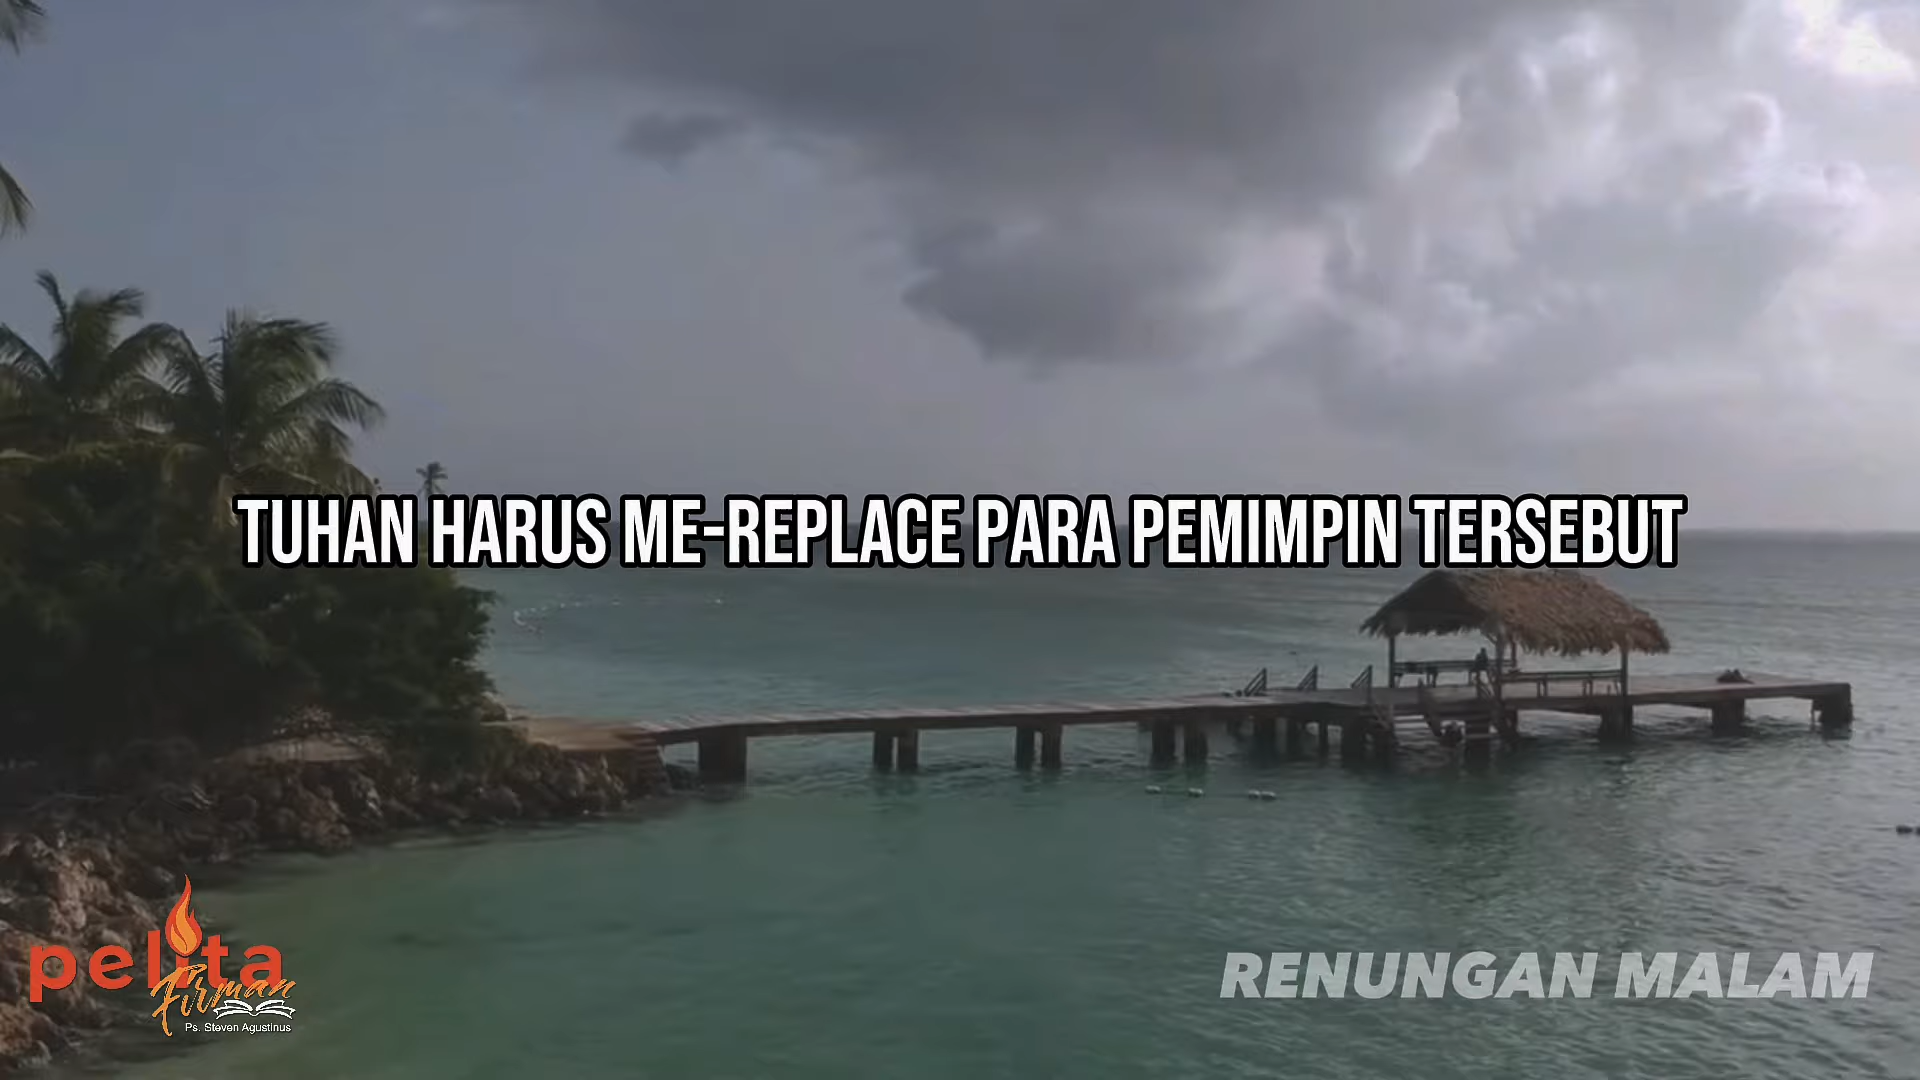 TUHAN HARUS ME-REPLACE PARA PEMIMPIN TERSEBUT
pelita
Firman
Ps. Steven Agustinus
RENUNGAN MALAM